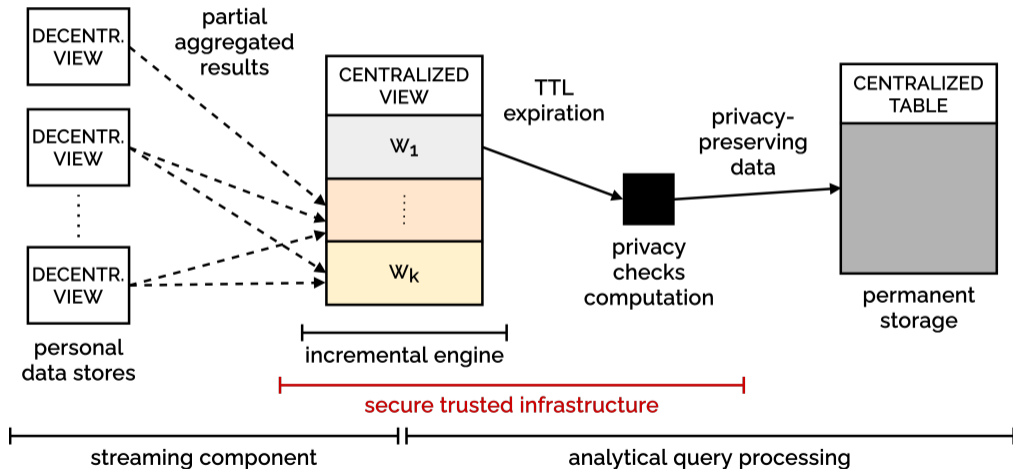 DECENTR.
VIEW
partial
aggregated
results
DECENTR.
VIEW
DECENTR.
VIEW
personal
data stores
CENTRALIZED
VIEW
W1
Wk
incremental engine
TTL
expiration
privacy
checks
computation
privacy-
preserving
data
CENTRALIZED
TABLE
permanent
storage
secure trusted infrastructure
streaming component
analytical query processing